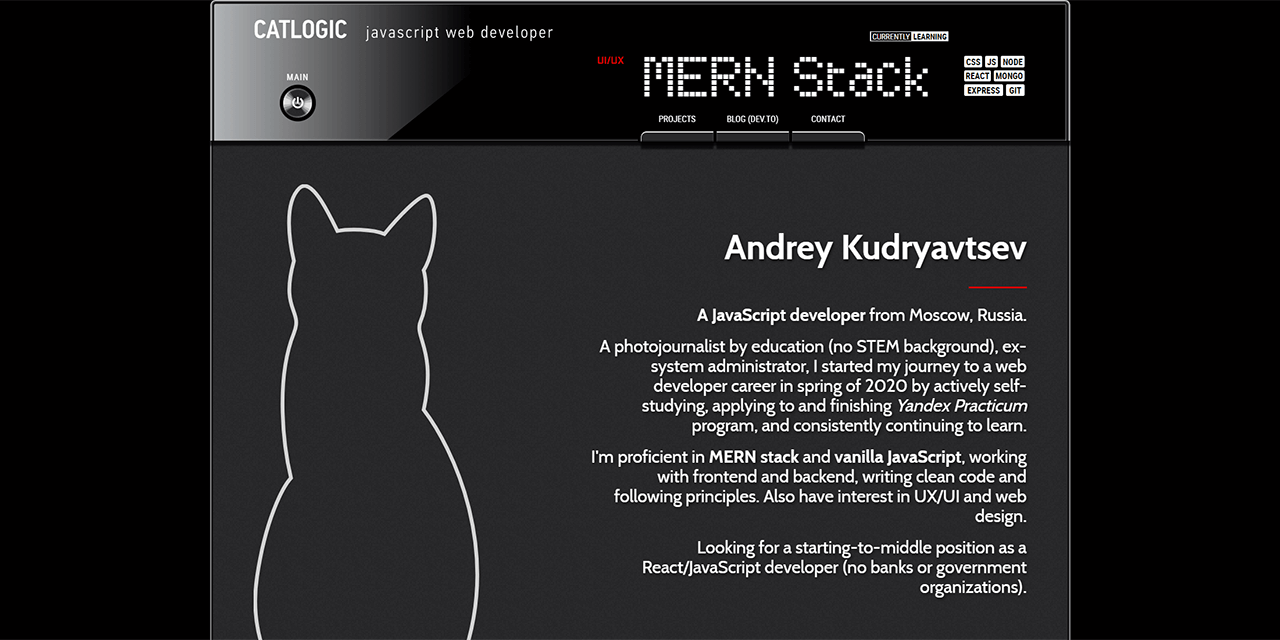 CATLOGIC javascript web developer
CURRENTLY LEARNING
UI/UX
MERN Stack
CSS JS NODE
REACT MONGO
EXPRESS GIT
MAIN
PROJECTS
BLOG (DEV.TO)
CONTACT
Andrey Kudryavtsev
A JavaScript developer from Moscow, Russia.
A photojournalist by education (no STEM background), ex-
system administrator, I started my journey to a web
developer career in spring of 2020 by actively self-
studying, applying to and finishing Yandex Practicum
program, and consistently continuing to learn.
I'm proficient in MERN stack and vanilla JavaScript, working
with frontend and backend, writing clean code and
following principles. Also have interest in UX/UI and web
design.
Looking for a starting-to-middle position as a
React/JavaScript developer (no banks or government
organizations).